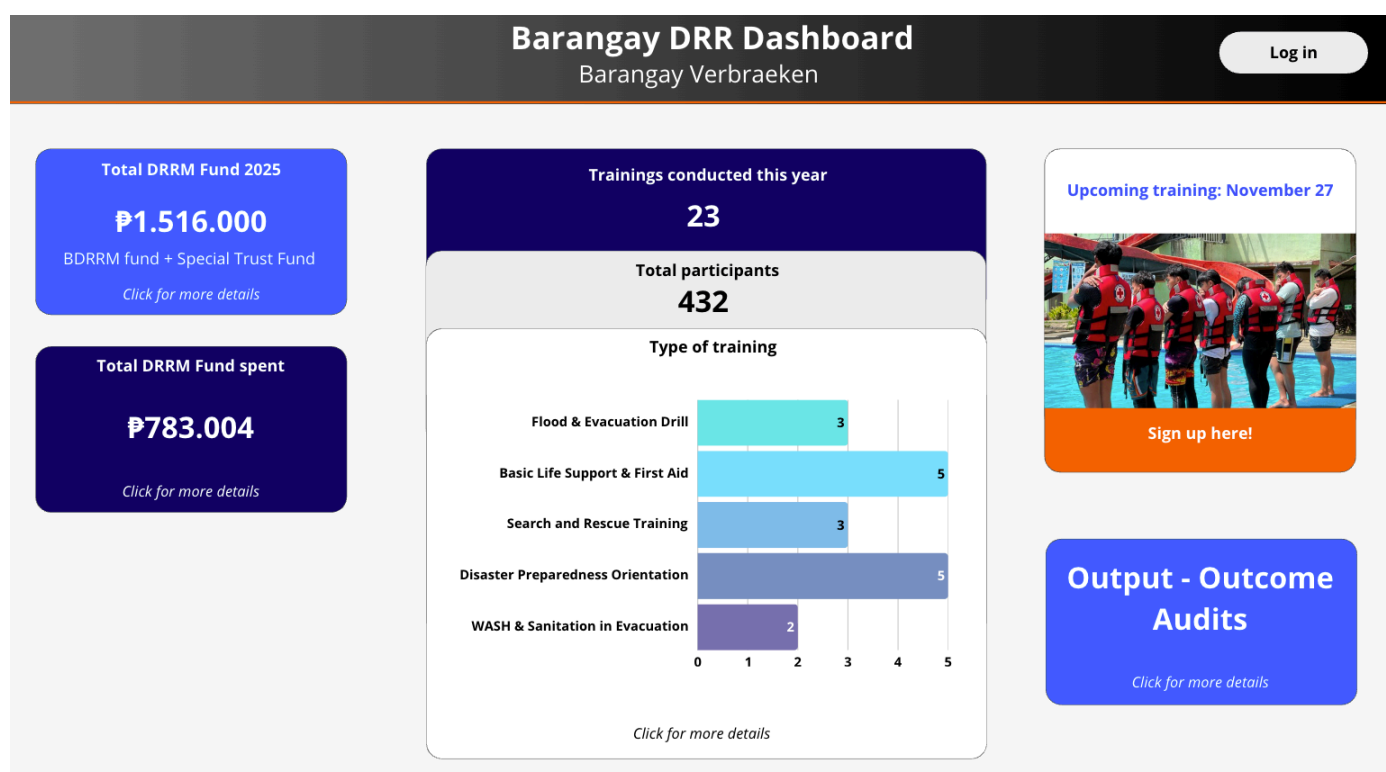 Barangay DRR Dashboard
Barangay Verbraeken
Log in
Total DRRM Fund 2025
₱1.516.000
BDRRM fund + Special Trust Fund
Click for more details
Total DRRM Fund spent
₱783.004
Click for more details
Trainings conducted this year
23
Total participants
432
Type of training
Flood & Evacuation Drill
3
Basic Life Support & First Aid
5
Search and Rescue Training
3
Disaster Preparedness Orientation
5
WASH & Sanitation in Evacuation
2
0 1 2 3 4 5
Click for more details
Upcoming training: November 27
Sign up here!
Output - Outcome
Audits
Click for more details